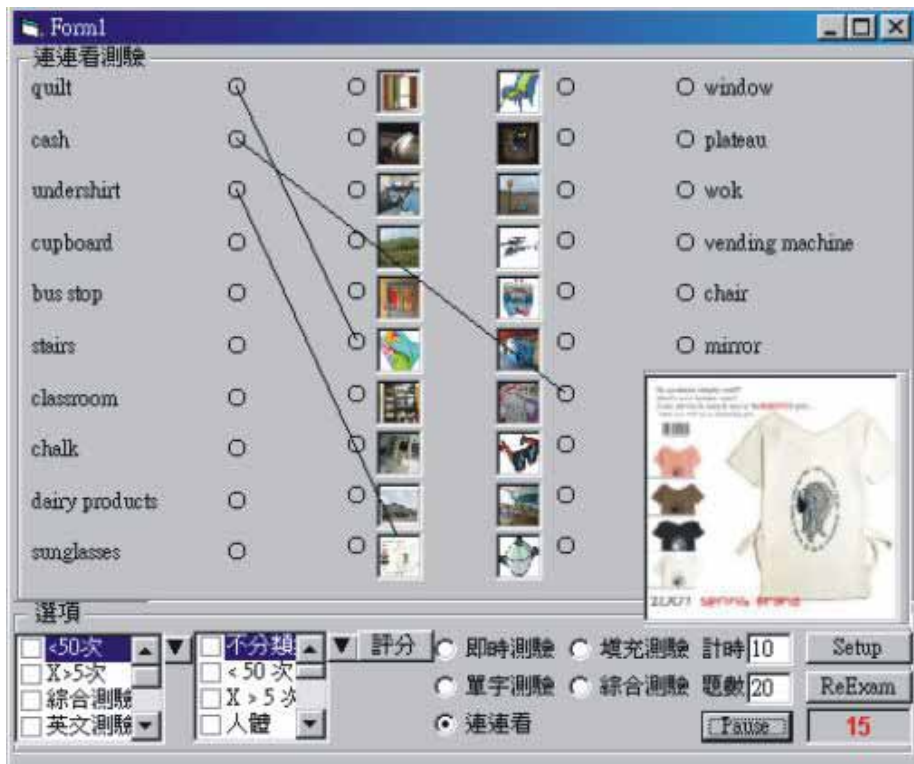 Form1
連連看測驗
quilt
window
cash
plateau
undershirt
wok
cupboard
vending machine
bus stop
chair
stairs
mirror
classroom
chalk
dairy products
sunglasses
選項
<50次
X>5次
綜合測驗
英文測驗
不分類
<50次
X>5次
人體
評分
即時測驗
填充測驗
計時 10
Setup
單字測驗
綜合測驗
題數 20
ReExam
連連看
Pause
15